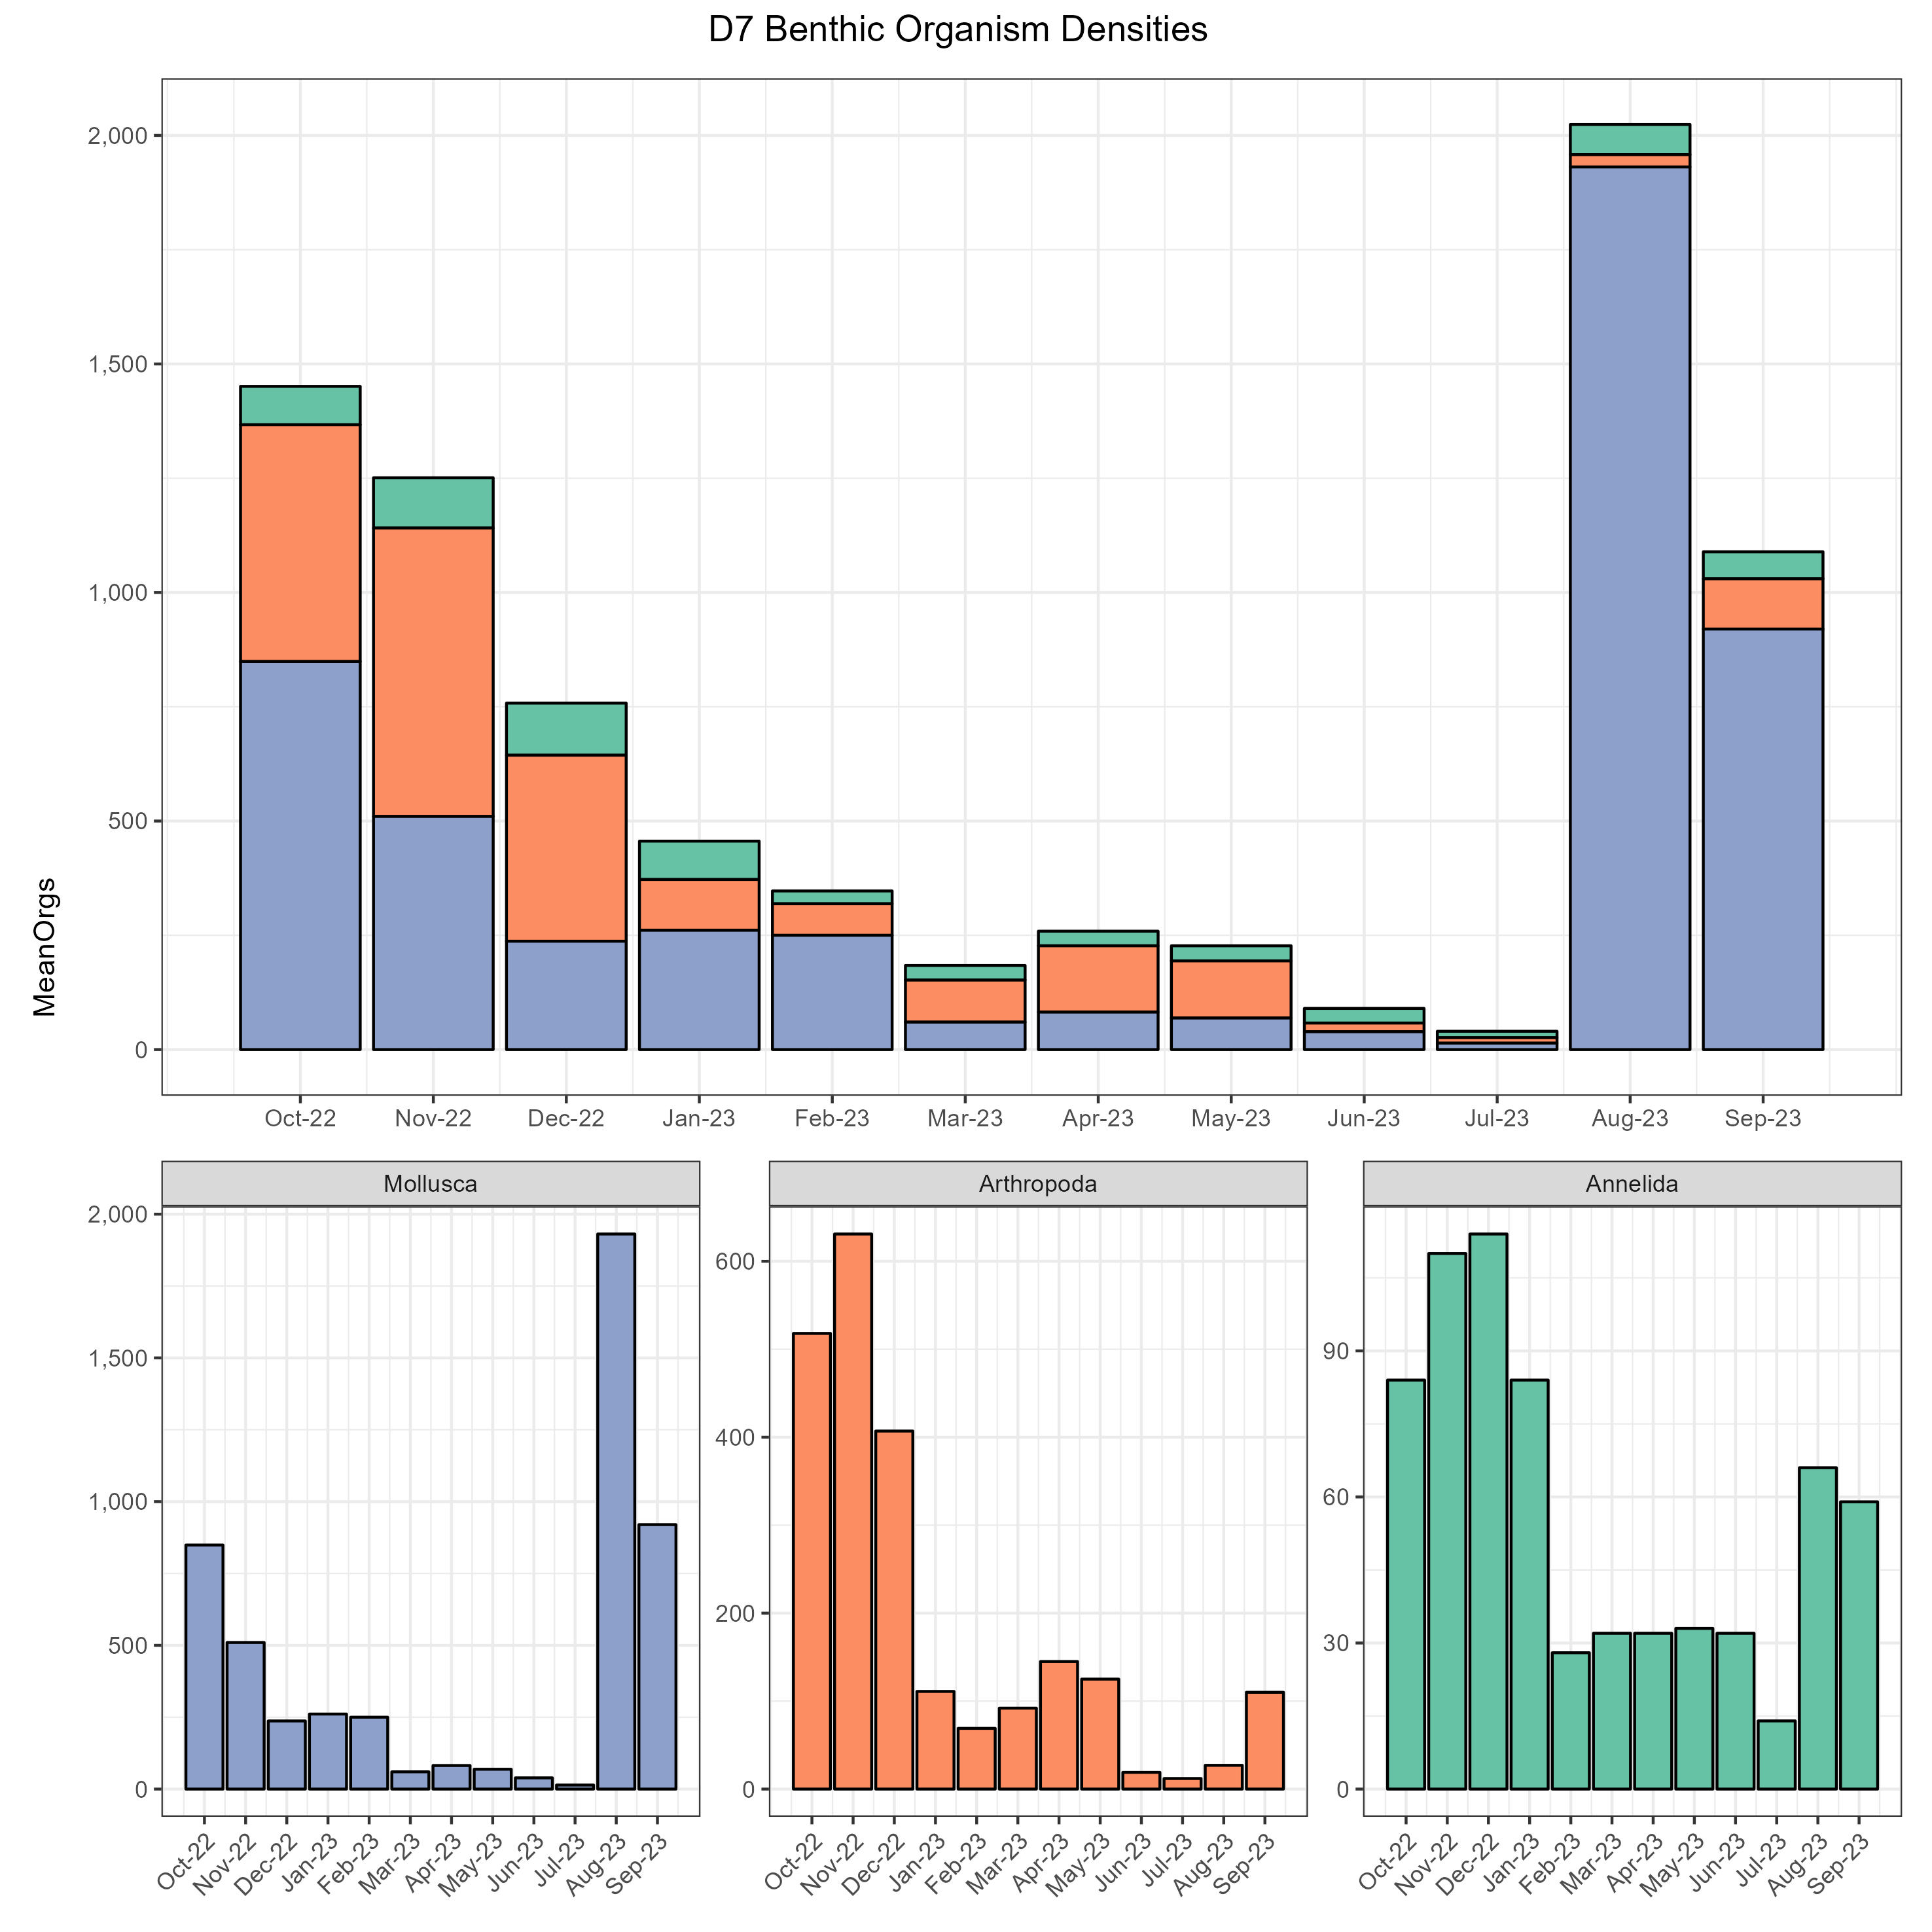 D7 Benthic Organism Densities
MeanOrgs
2,000
1,500
1,000
500
0
Oct-22 Nov-22 Dec-22 Jan-23 Feb-23 Mar-23 Apr-23 May-23 Jun-23 Jul-23 Aug-23 Sep-23
Mollusca
2,000
1,500
1,000
500
0
Oct-22 Nov-22 Dec-22 Jan-23 Feb-23 Mar-23 Apr-23 May-23 Jun-23 Jul-23 Aug-23 Sep-23
Arthropoda
600
400
200
0
Oct-22 Nov-22 Dec-22 Jan-23 Feb-23 Mar-23 Apr-23 May-23 Jun-23 Jul-23 Aug-23 Sep-23
Annelida
90
60
30
0
Oct-22 Nov-22 Dec-22 Jan-23 Feb-23 Mar-23 Apr-23 May-23 Jun-23 Jul-23 Aug-23 Sep-23